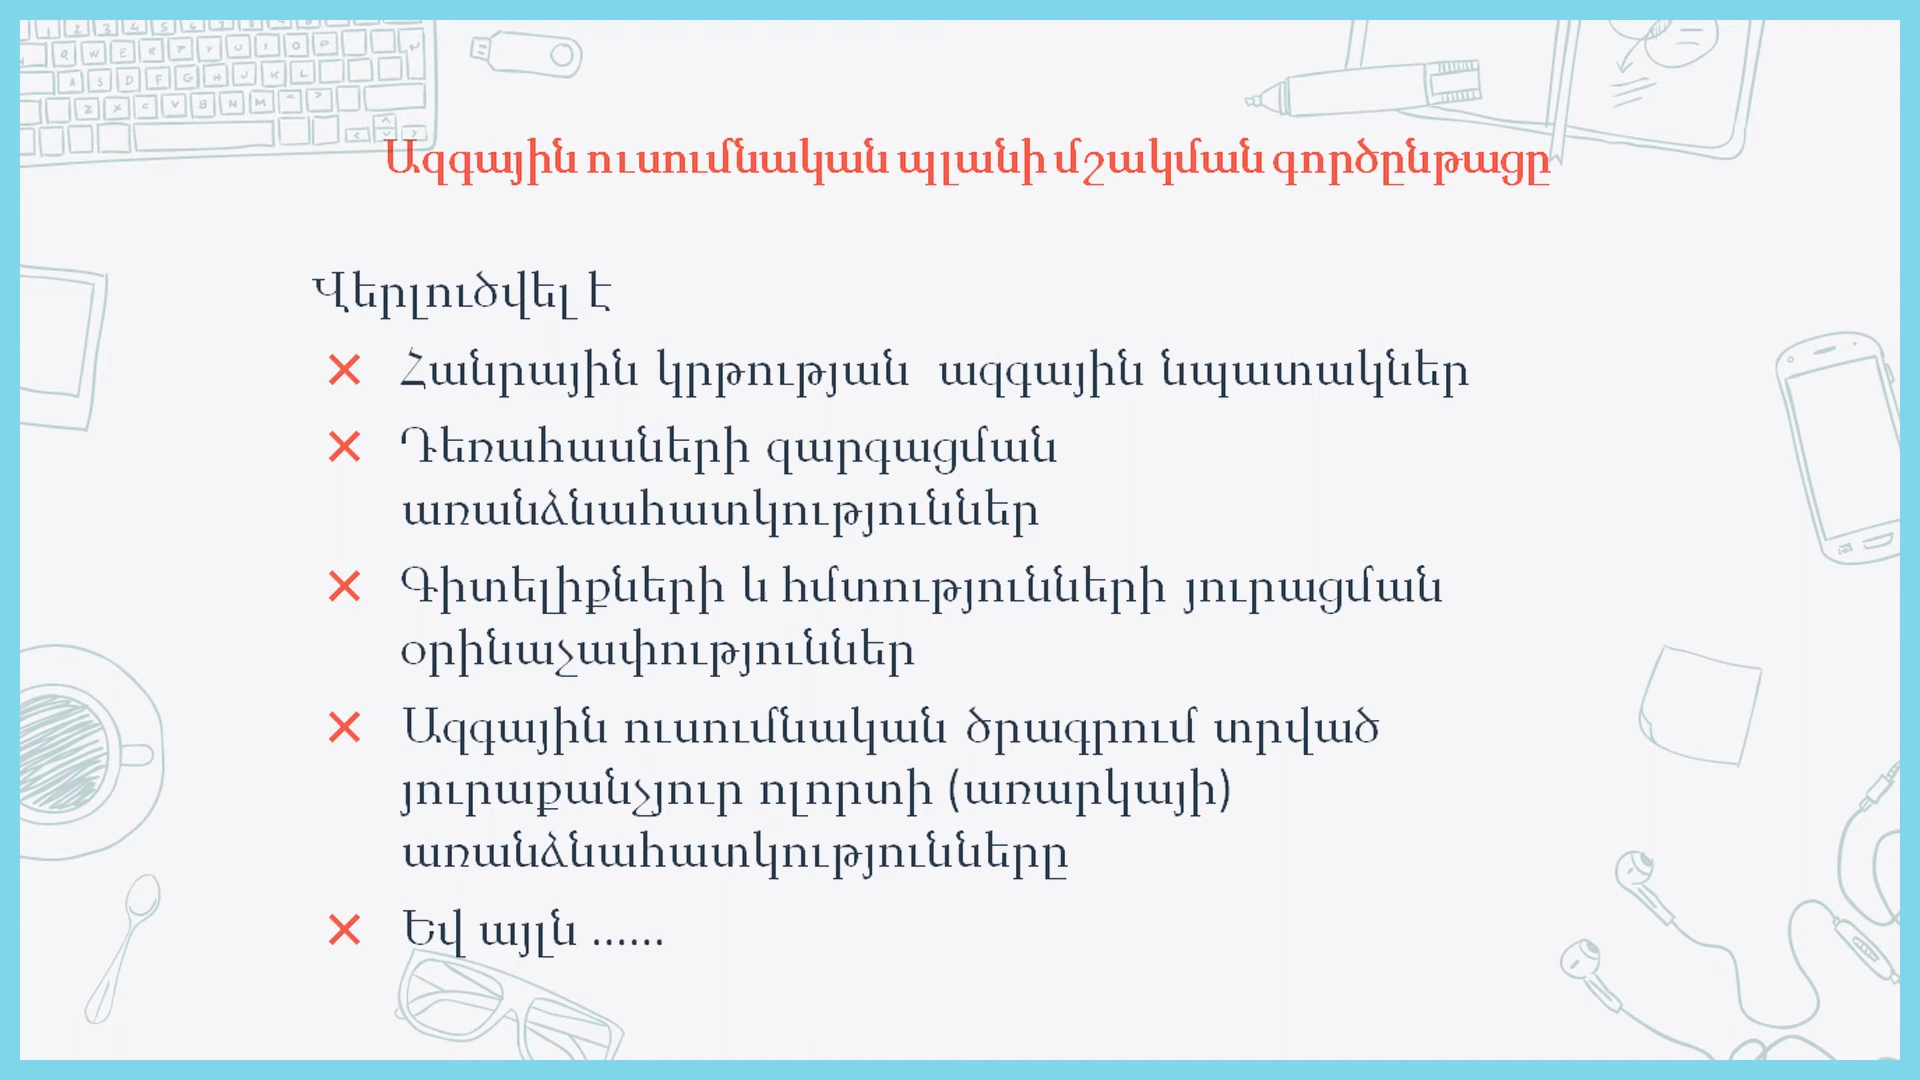 Ազգային ուսումնական պլանի մշակման գործընթացը
Վերլուծվել է
Հանրային կրթության ազգային նպատակներ
Դեռահասների զարգացման
առանձնահատկություններ
Գիտելիքների և հմտությունների յուրացման
օրինաչափություններ
Ազգային ուսումնական ծրագրում տրված
յուրաքանչյուր ոլորտի (առարկայի)
առանձնահատկությունները
Եվ այլն ......